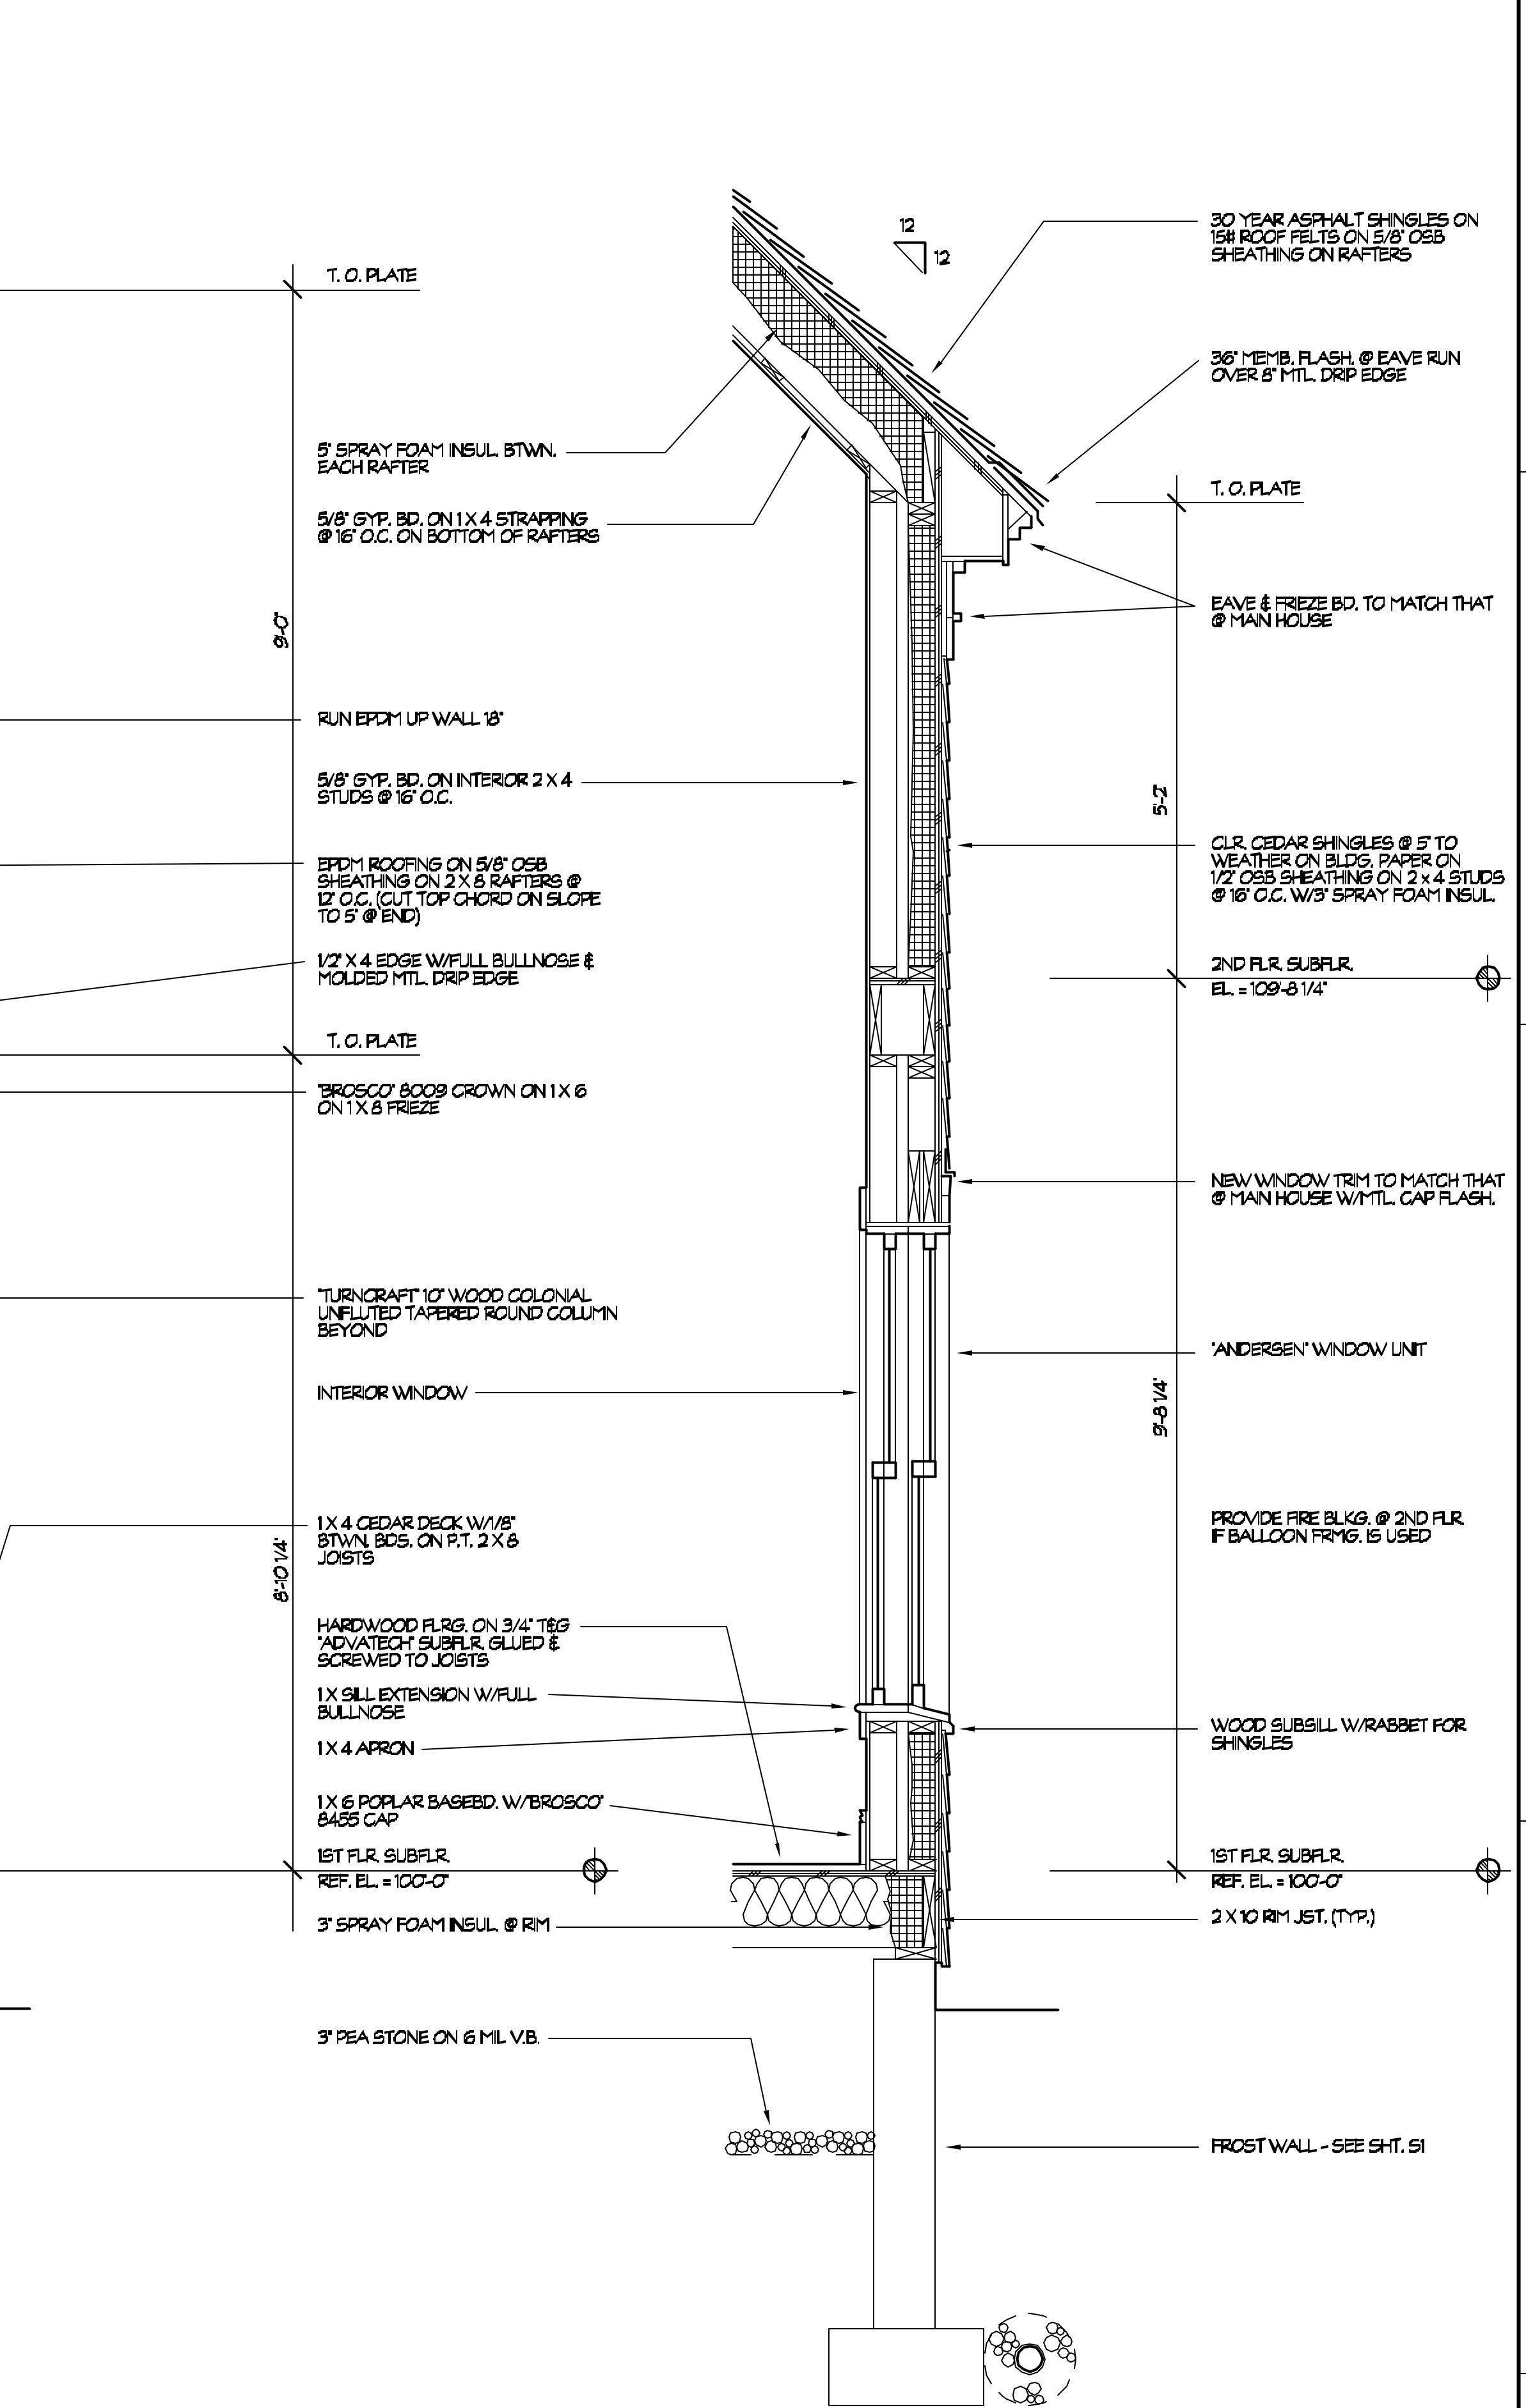 12
12
T. O. PLATE
5" SPRAY FOAM INSUL. BTWN.
EACH RAFTER
5/8" GYP. BD. ON 1 X 4 STRAPPING
@ 16" O.C. ON BOTTOM OF RAFTERS
9'-0"
RUN EPDM UP WALL 18"
5/8" GYP. BD. ON INTERIOR 2 X 4
STUDS @ 16" O.C.
EPDM ROOFING ON 5/8" OSB
SHEATHING ON 2 X 8 RAFTERS @
12" O.C. (CUT TOP CHORD ON SLOPE
TO 5" @ END)
1/2" X 4 EDGE W/FULL BULLNOSE &
MOLDED MTL. DRIP EDGE
T. O. PLATE
"BROSCO" 8009 CROWN ON 1 X 6
ON 1 X 8 FRIEZE
"TURNCRAFT" 10" WOOD COLONIAL
UNFLUTED TAPERED ROUND COLUMN
BEYOND
INTERIOR WINDOW
1 X 4 CEDAR DECK W/1/8"
BTWN. BDS. ON P.T. 2 X 8
JOISTS
8'-10 1/4"
HARDWOOD FLRG. ON 3/4" T&G
"ADVATECH" SUBFLR. GLUED &
SCREWED TO JOISTS
1 X SILL EXTENSION W/FULL
BULLNOSE
1 X 4 APRON
1 X 6 POPLAR BASEBD. W/"BROSCO"
8455 CAP
1ST FLR. SUBFLR.
REF. EL. = 100'-0"
3" SPRAY FOAM INSUL. @ RIM
3" PEA STONE ON 6 MIL V.B.
30 YEAR ASPHALT SHINGLES ON
15# ROOF FELTS ON 5/8" OSB
SHEATHING ON RAFTERS
36" MEMB. FLASH. @ EAVE RUN
OVER 8" MTL. DRIP EDGE
T. O. PLATE
EAVE & FRIEZE BD. TO MATCH THAT
@ MAIN HOUSE
5'-2"
CLR. CEDAR SHINGLES @ 5" TO
WEATHER ON BLDG. PAPER ON
1/2" OSB SHEATHING ON 2 x 4 STUDS
@ 16" O.C. W/3" SPRAY FOAM INSUL.
2ND FLR. SUBFLR.
EL. = 109'-8 1/4"
NEW WINDOW TRIM TO MATCH THAT
@ MAIN HOUSE W/MTL. CAP FLASH.
"ANDERSEN" WINDOW UNIT
9'-8 1/4"
PROVIDE FIRE BLKG. @ 2ND FLR
IF BALLOON FRMG. IS USED
WOOD SUBSILL W/RABBET FOR
SHINGLES
1ST FLR. SUBFLR.
REF. EL. = 100'-0"
2 X 10 RIM JST. (TYP.)
FROST WALL - SEE SHT. S1